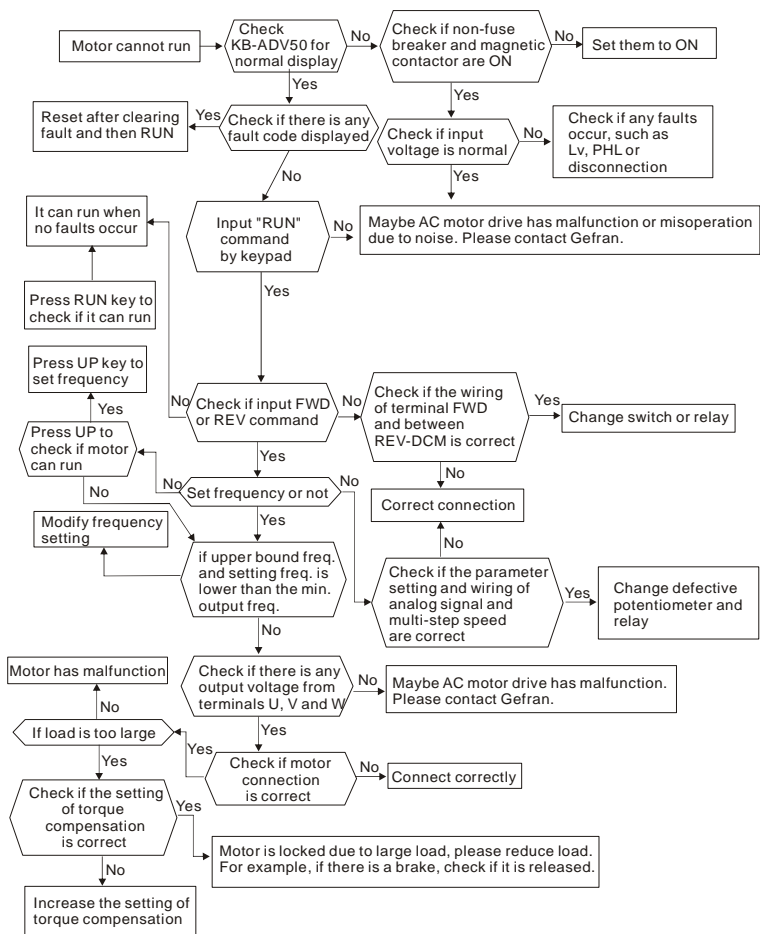 Motor cannot run
Check
KB-ADV50 for
normal display
No
Check if non-fuse
breaker and magnetic
contactor are ON
No
Set them to ON
Yes
Yes
Reset after clearing
fault and then RUN
Yes
Check if there is any
fault code displayed
Check if input
voltage is normal
No
Check if any faults
occur, such as
Lv, PHL or
disconnection
No
Yes
It can run when
no faults occur
Input "RUN"
command
by keypad
No
Maybe AC motor drive has malfunction or misoperation
due to noise. Please contact Gefran.
Yes
Press RUN key to
check if it can run
Press UP key to
set frequency
No
Check if input FWD
or REV command
No
Check if the wiring
of terminal FWD
and between
REV-DCM is correct
Yes
Change switch or relay
Yes
Press UP to
check if motor
can run
Yes
No
No
Set frequency or not
No
No
Correct connection
Yes
No
Modify frequency
setting
if upper bound freq.
and setting freq. is
lower than the min.
output freq.
Check if the parameter
setting and wiring of
analog signal and
multi-step speed
are correct
Yes
Change defective
potentiometer and
relay
No
Motor has malfunction
Check if there is any
output voltage from
terminals U, V and W
No
Maybe AC motor drive has malfunction.
Please contact Gefran.
No
Yes
If load is too large
Yes
Check if motor
connection
is correct
No
Connect correctly
Yes
Check if the setting
of torque
compensation
is correct
Yes
Motor is locked due to large load, please reduce load.
For example, if there is a brake, check if it is released.
No
Increase the setting of
torque compensation